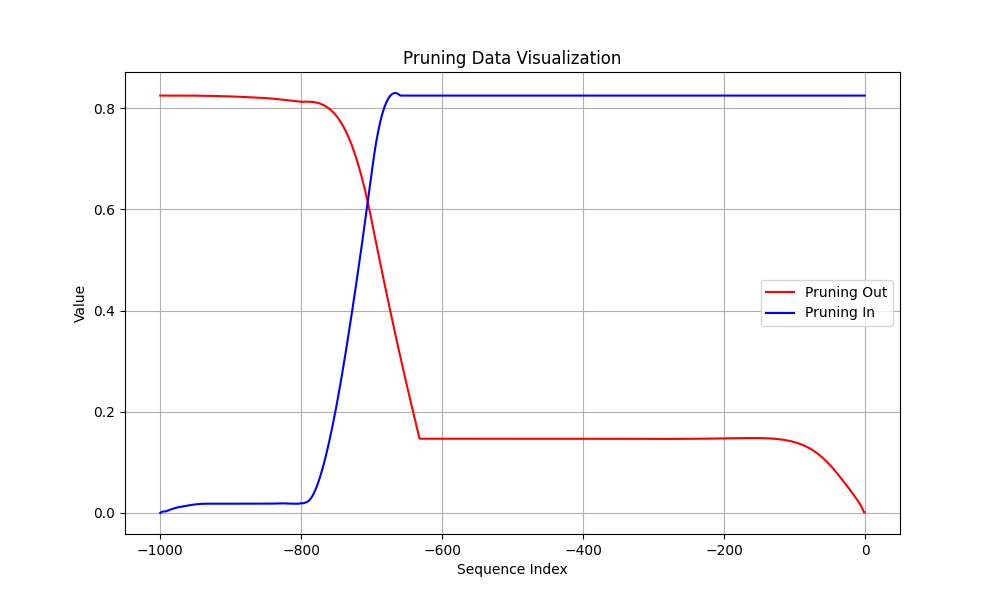 Pruning Data Visualization
Value
0.8
0.6
0.4
0.2
0.0
Pruning Out
Pruning In
−1000
−800
−600
−400
−200
0
Sequence Index